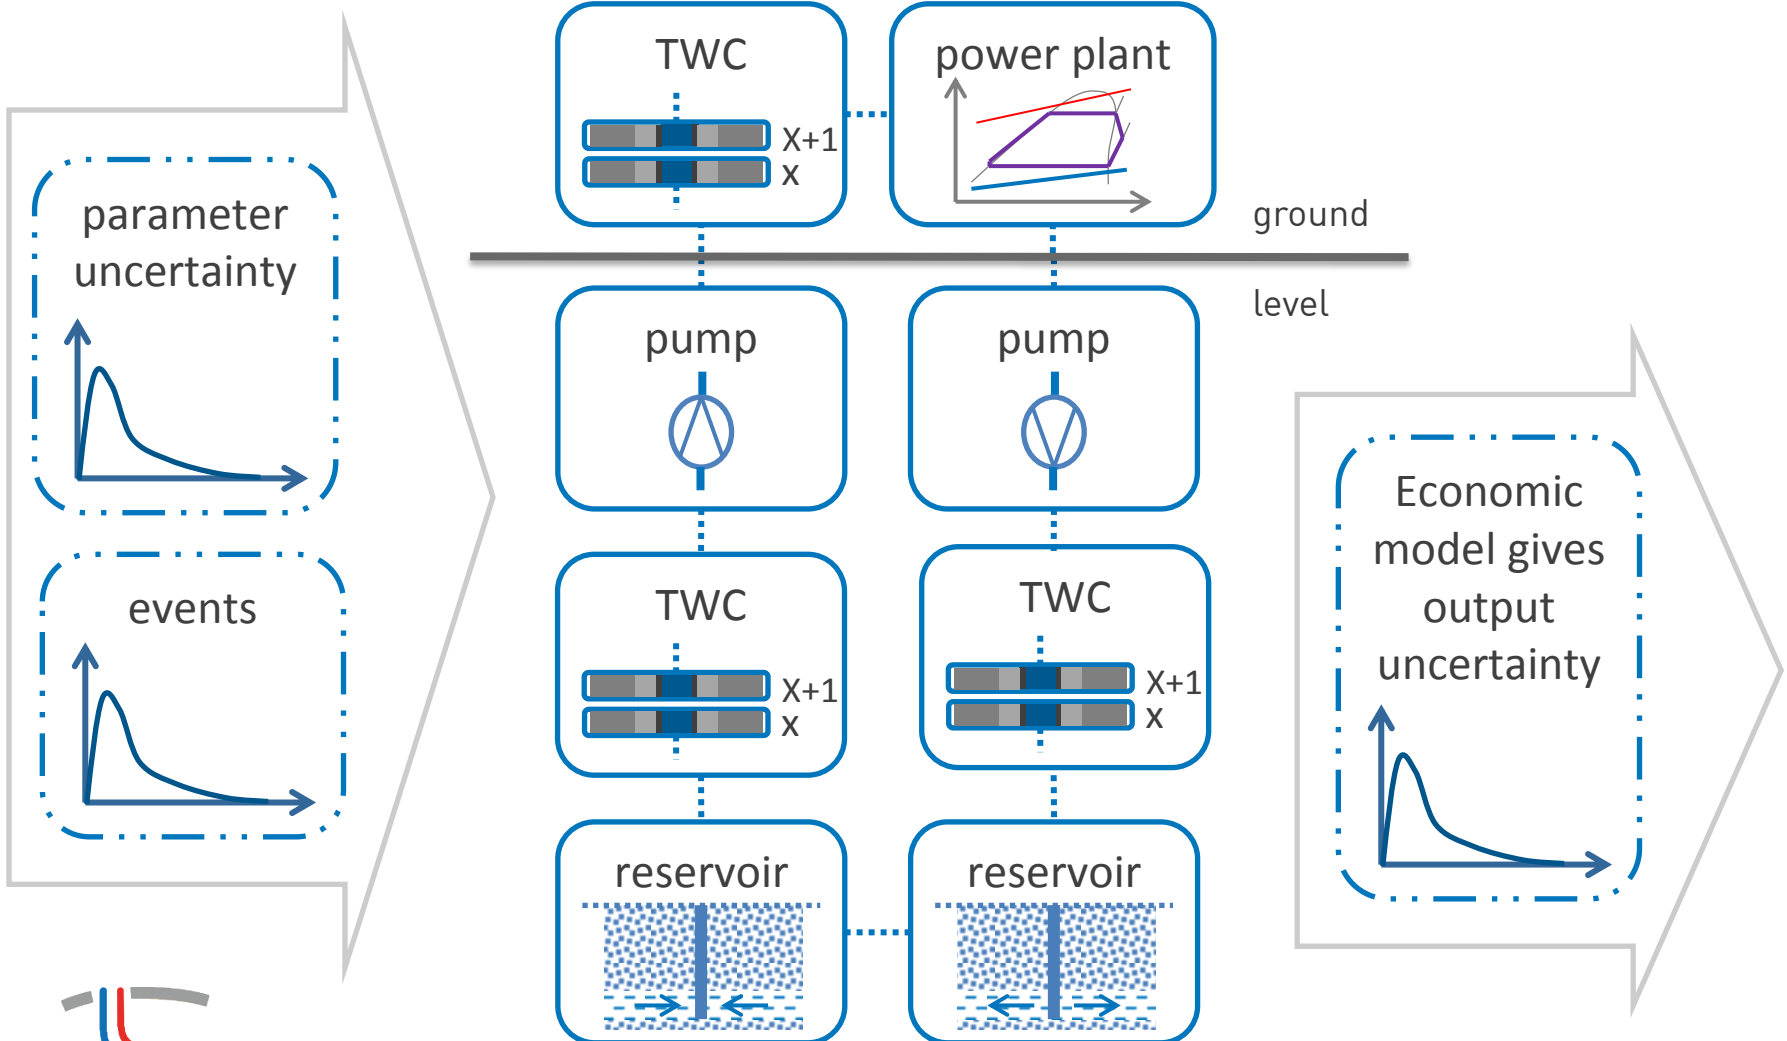 parameter
uncertainty
events
TWC
X+1
x
power plant
ground
level
pump
pump
TWC
X+1
x
TWC
X+1
x
reservoir
reservoir
Economic
model gives
output
uncertainty